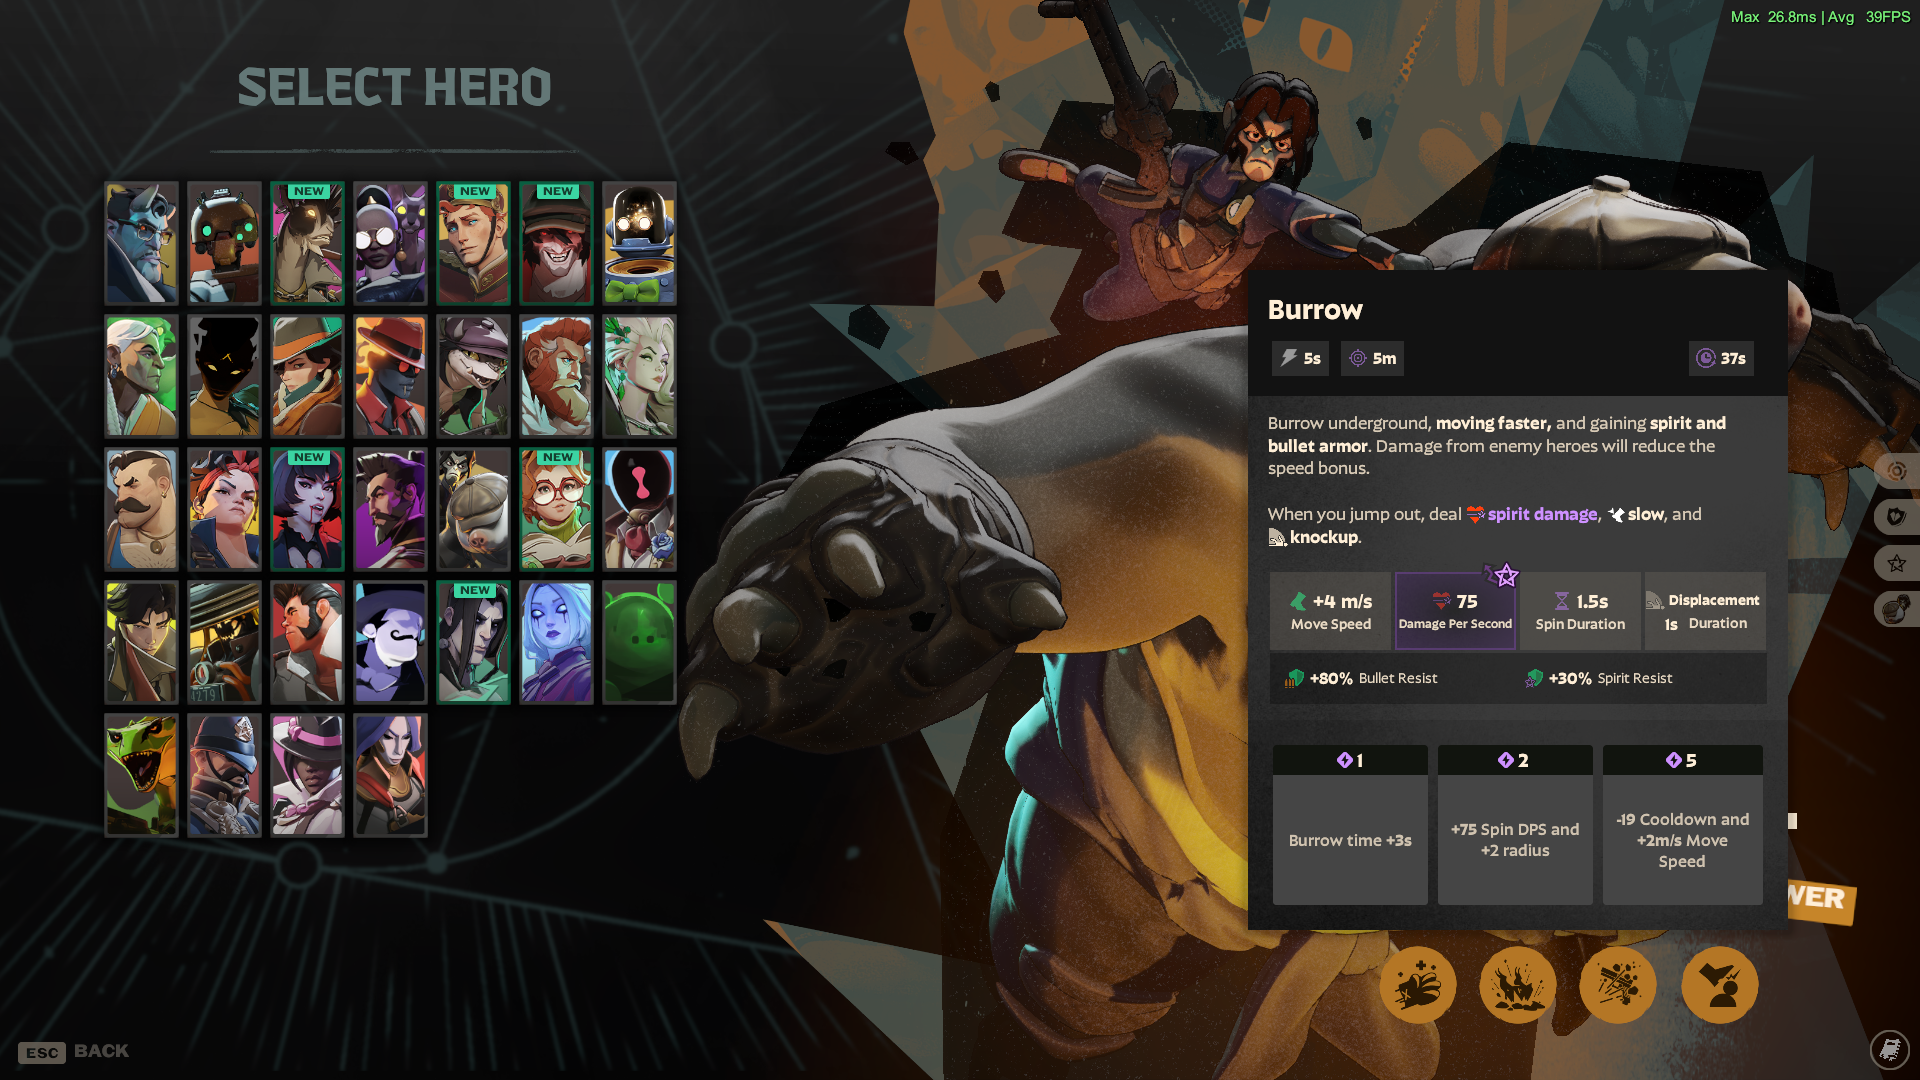 Max 26.8ms | Avg 39FPS
SELECT HERO
NEW
NEW
NEW
NEW
NEW
NEW
4279
Burrow
5s
5m
37s
Burrow underground, moving faster, and gaining spirit and
bullet armor. Damage from enemy heroes will reduce the
speed bonus.
When you jump out, deal spirit damage, slow, and
knockup.
+4 m/s
Move Speed
75
Damage Per Second
1.5s
Spin Duration
Displacement
1s Duration
+80% Bullet Resist
+30% Spirit Resist
1
Burrow time +3s
2
+75 Spin DPS and
+2 radius
5
-19 Cooldown and
+2m/s Move
Speed
WER
ESC BACK